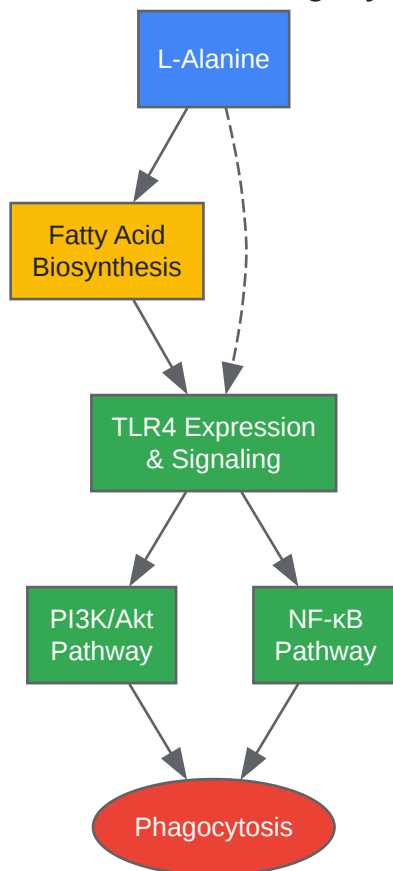 L-Alanine
Fatty Acid
Biosynthesis
TLR4 Expression
& Signaling
PI3K/Akt
Pathway
NF-κB
Pathway
Phagocytosis